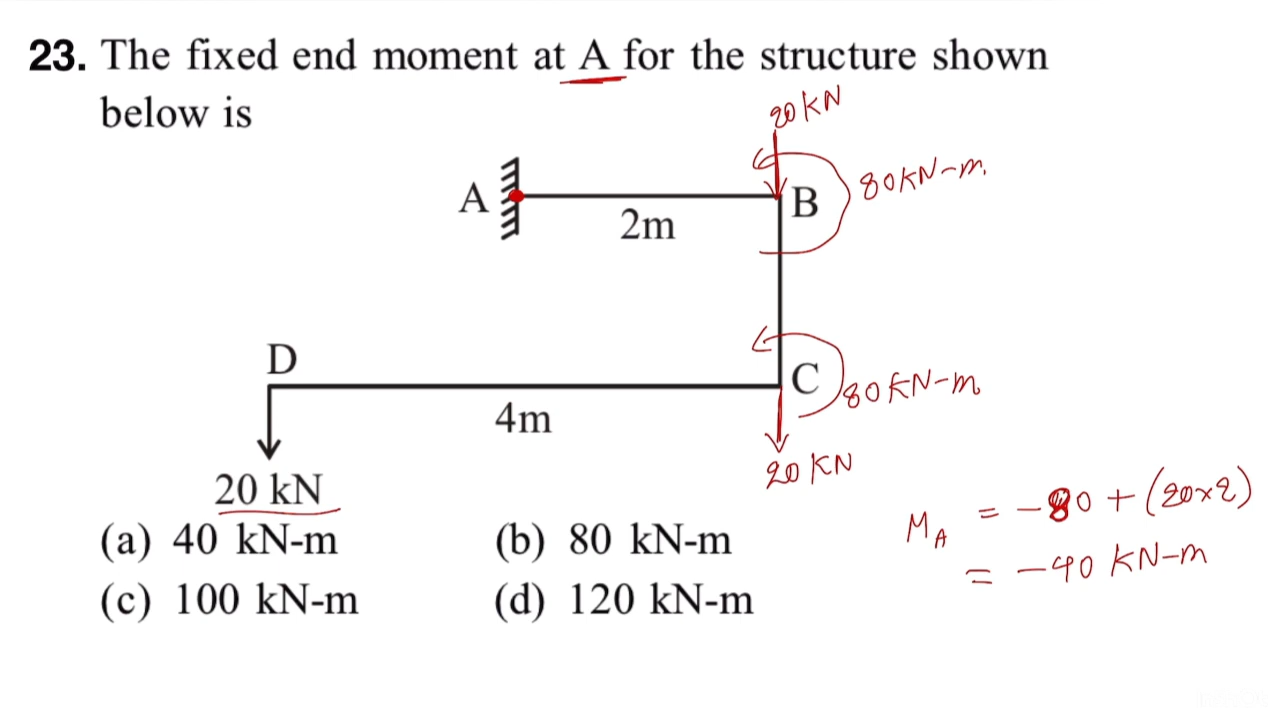 23. The fixed end moment at A for the structure shown
below is
20 kN
A
B
80 kN-m.
2m
D
C
80 kN-m
4m
20 kN
20 kN
M_A = -80 + (20×2)
= -40 kN-m
(a) 40 kN-m (b) 80 kN-m
(c) 100 kN-m (d) 120 kN-m